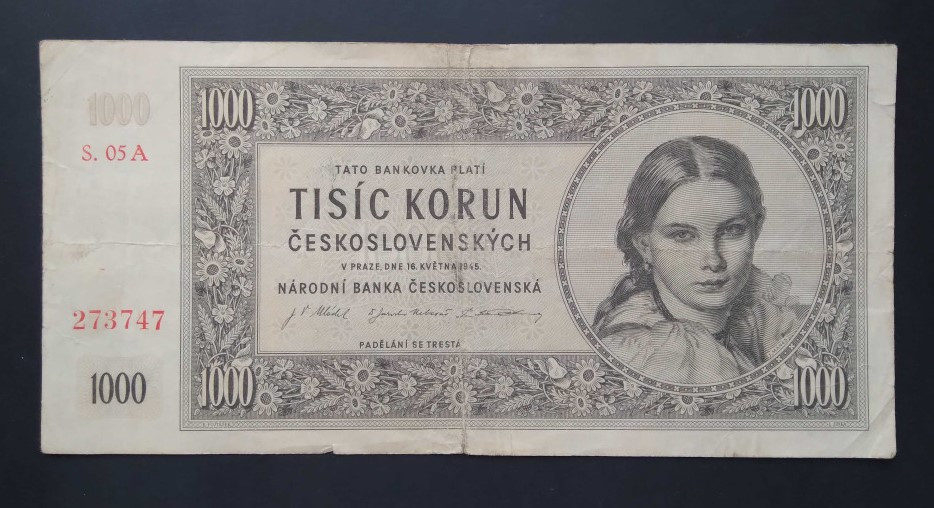 1000
S. 05 A
273747
1000
1000
1000
TATO BANKOVKA PLATÍ
TISÍC KORUN
ČESKOSLOVENSKÝCH
V PRAZE, DNE 16. KVĚTNA 1945.
NÁRODNÍ BANKA ČESKOSLOVENSKÁ
PADĚLÁNÍ SE TRESTÁ
1000
1000